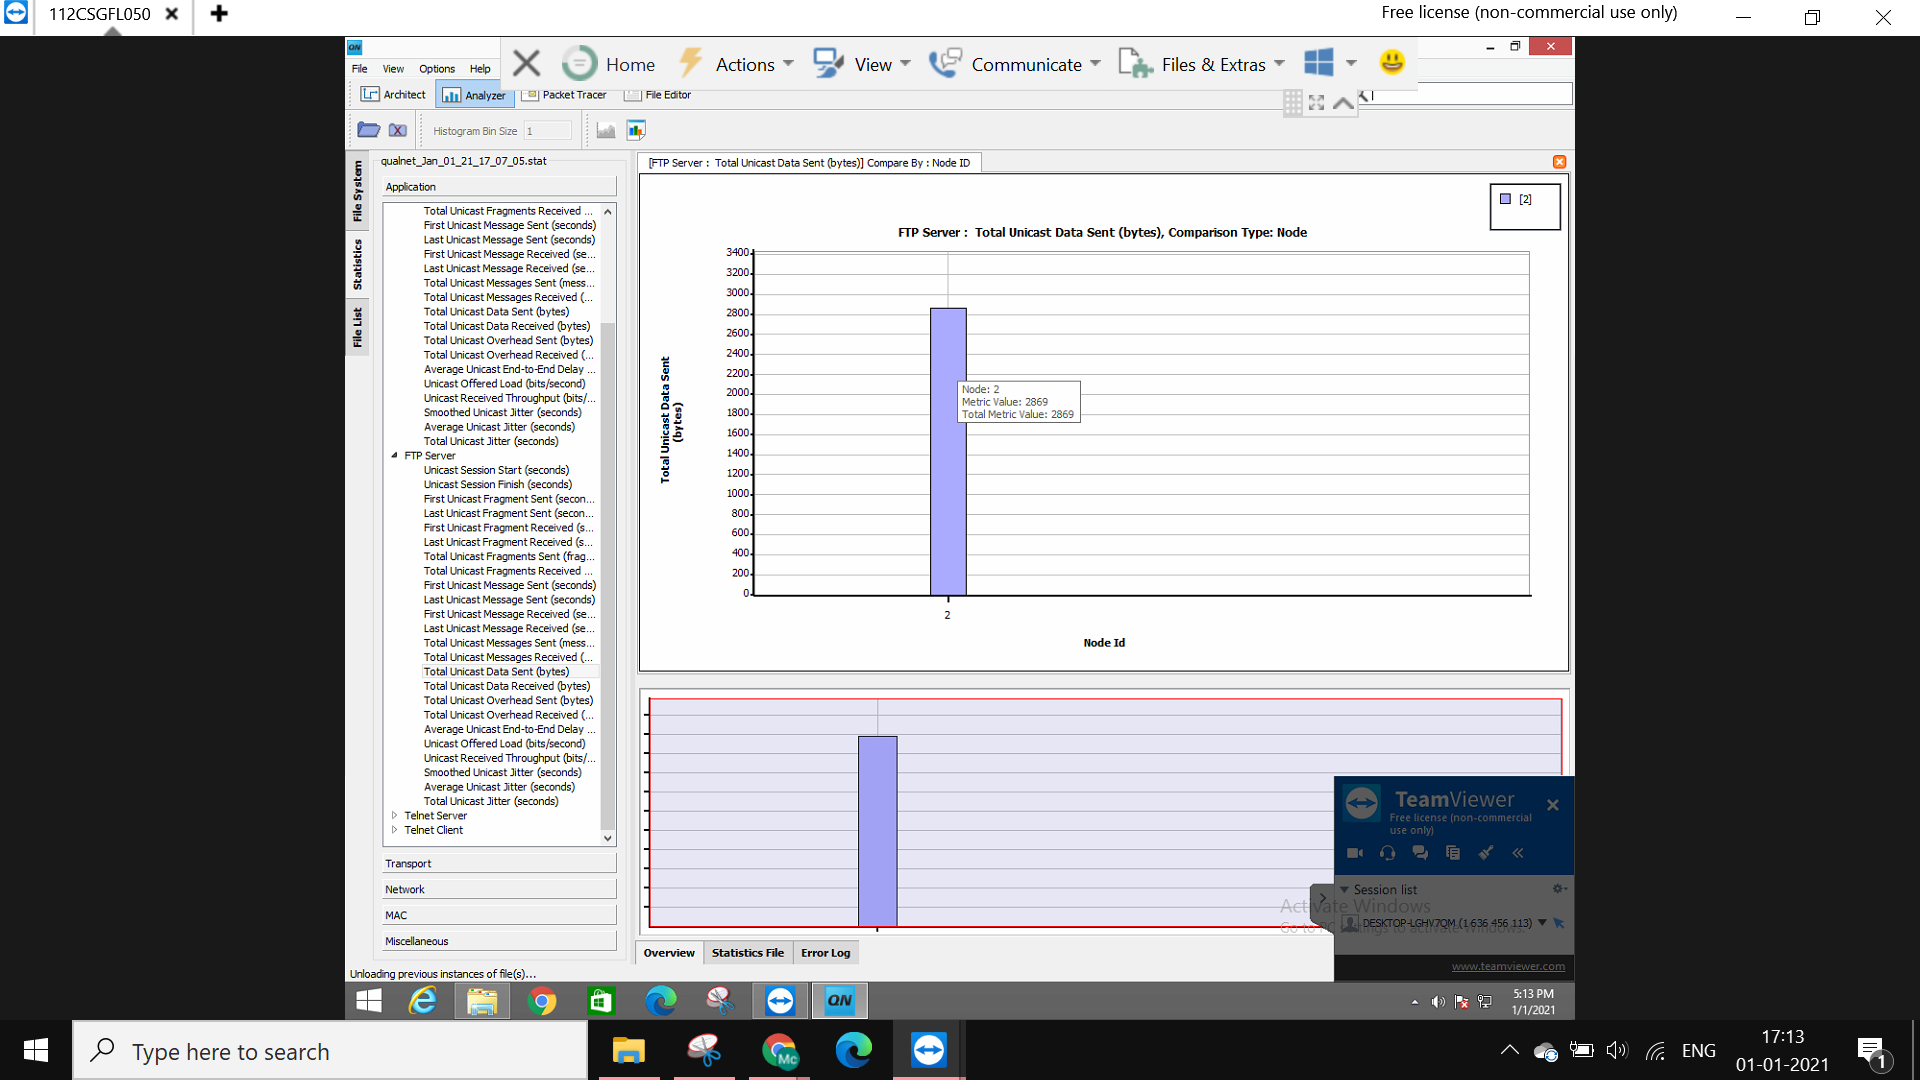 112CSGFL050
Free license (non-commercial use only)
QN
File View Options Help
Home Actions View Communicate Files & Extras
Architect Analyzer Packet Tracer File Editor
Histogram Bin Size 1
qualnet_Jan_01_21_17_07_05.stat
[FTP Server : Total Unicast Data Sent (bytes)] Compare By : Node ID
File System
Statistics
File List
Application
Total Unicast Fragments Received ...
First Unicast Message Sent (seconds)
Last Unicast Message Sent (seconds)
First Unicast Message Received (se...
Last Unicast Message Received (se...
Total Unicast Messages Sent (mess...
Total Unicast Messages Received (...
Total Unicast Data Sent (bytes)
Total Unicast Data Received (bytes)
Total Unicast Overhead Sent (bytes)
Total Unicast Overhead Received (...
Average Unicast End-to-End Delay ...
Unicast Offered Load (bits/second)
Unicast Received Throughput (bits/...
Smoothed Unicast Jitter (seconds)
Average Unicast Jitter (seconds)
Total Unicast Jitter (seconds)
FTP Server
Unicast Session Start (seconds)
Unicast Session Finish (seconds)
First Unicast Fragment Sent (secon...
Last Unicast Fragment Sent (secon...
First Unicast Fragment Received (s...
Last Unicast Fragment Received (s...
Total Unicast Fragments Sent (frag...
Total Unicast Fragments Received ...
First Unicast Message Sent (seconds)
Last Unicast Message Sent (seconds)
First Unicast Message Received (se...
Last Unicast Message Received (se...
Total Unicast Messages Sent (mess...
Total Unicast Messages Received (...
Total Unicast Data Sent (bytes)
Total Unicast Data Received (bytes)
Total Unicast Overhead Sent (bytes)
Total Unicast Overhead Received (...
Average Unicast End-to-End Delay ...
Unicast Offered Load (bits/second)
Unicast Received Throughput (bits/...
Smoothed Unicast Jitter (seconds)
Average Unicast Jitter (seconds)
Total Unicast Jitter (seconds)
Telnet Server
Telnet Client
Transport
Network
MAC
Miscellaneous
Unloading previous instances of file(s)...
[2]
FTP Server : Total Unicast Data Sent (bytes), Comparison Type: Node
Total Unicast Data Sent
(bytes)
3400
3200
3000
2800
2600
2400
2200
2000
1800
1600
1400
1200
1000
800
600
400
200
0
Node: 2
Metric Value: 2869
Total Metric Value: 2869
2
Node Id
Overview Statistics File Error Log
TeamViewer
Free license (non-commercial
use only)
Session list
Activate Windows
DESKTOP-LGHV7QM (1 636 456 113)
www.teamviewer.com
QN
5:13 PM
1/1/2021
Type here to search
Mc
ENG
17:13
01-01-2021
1